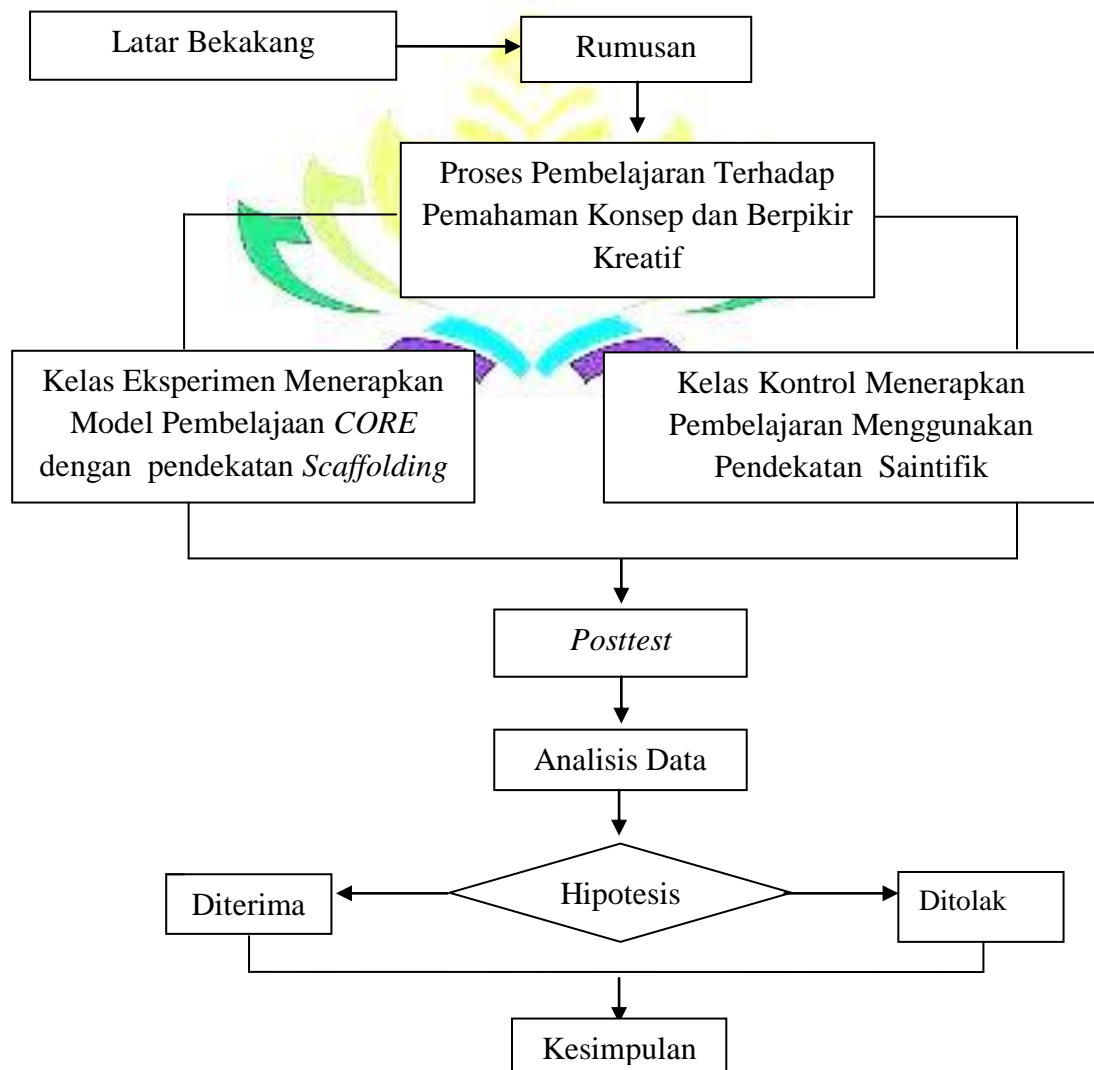 Latar Bekakang
Rumusan
Proses Pembelajaran Terhadap
Pemahaman Konsep dan Berpikir
Kreatif
Kelas Eksperimen Menerapkan
Model Pembelajaan CORE
dengan pendekatan Scaffolding
Kelas Kontrol Menerapkan
Pembelajaran Menggunakan
Pendekatan Saintifik
Posttest
Analisis Data
Hipotesis
Diterima
Ditolak
Kesimpulan